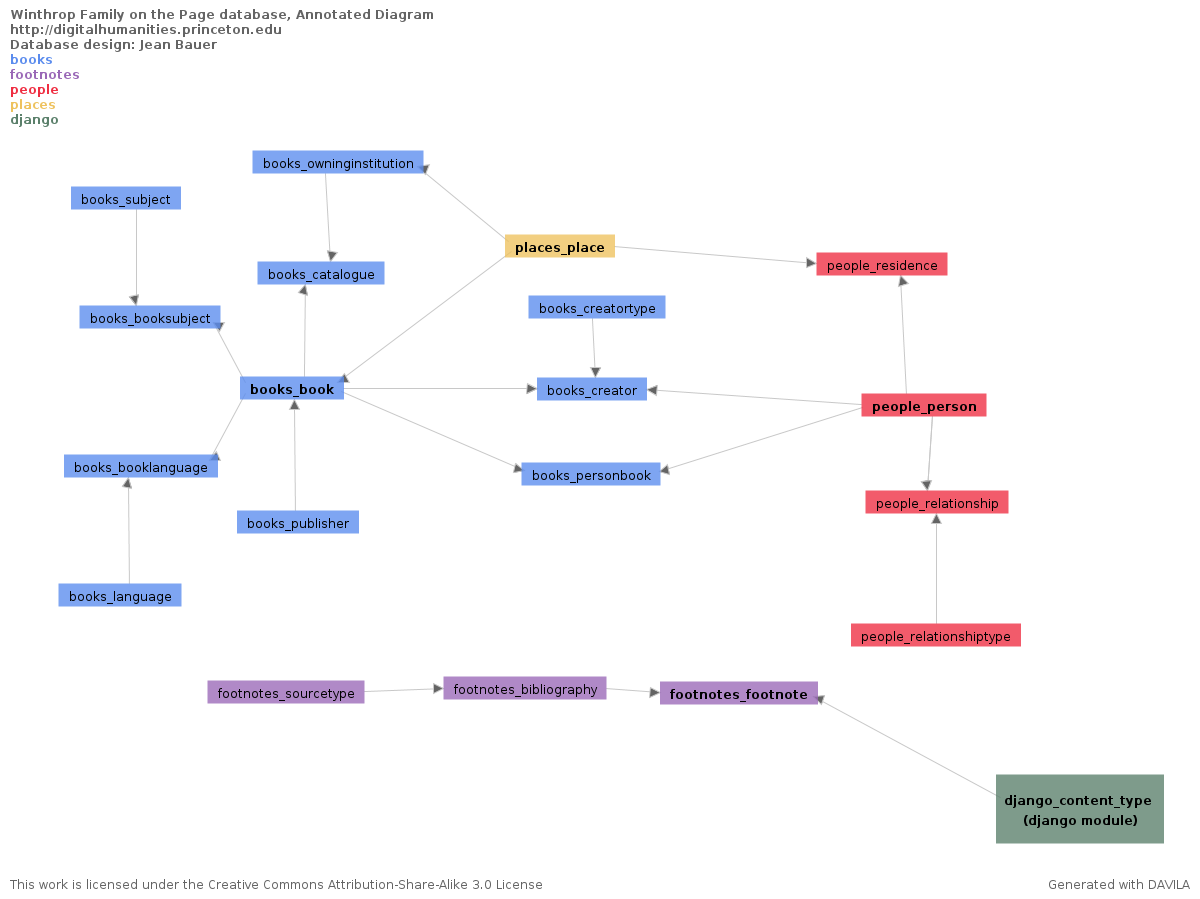 Winthrop Family on the Page database, Annotated Diagram
http://digitalhumanities.princeton.edu
Database design: Jean Bauer
books
footnotes
people
places
django
books_owninginstitution
books_subject
places_place
people_residence
books_catalogue
books_creatortype
books_booksubject
books_book
books_creator
people_person
books_booklanguage
books_personbook
people_relationship
books_publisher
books_language
people_relationshiptype
footnotes_sourcetype
footnotes_bibliography
footnotes_footnote
django_content_type
(django module)
This work is licensed under the Creative Commons Attribution-Share-Alike 3.0 License
Generated with DAVILA